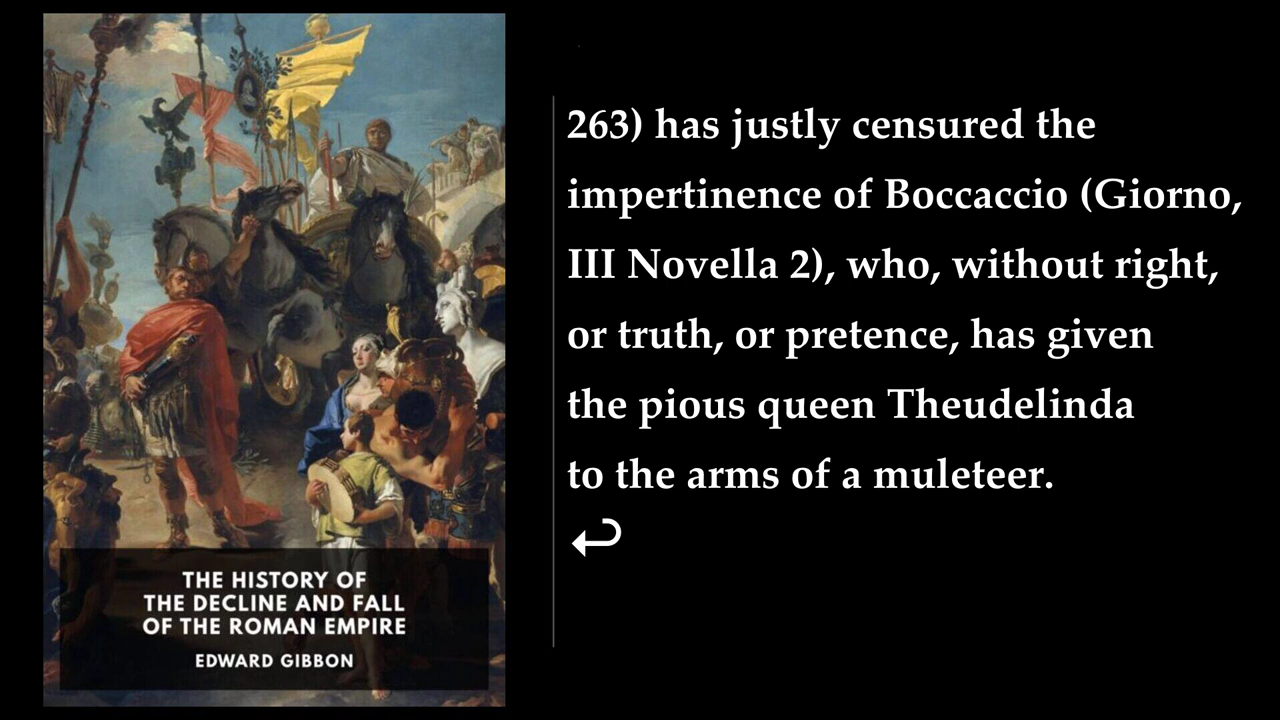 263) has justly censured the
impertinence of Boccaccio (Giorno,
III Novella 2), who, without right,
or truth, or pretence, has given
the pious queen Theudelinda
to the arms of a muleteer.
↩
THE HISTORY OF
THE DECLINE AND FALL
OF THE ROMAN EMPIRE
EDWARD GIBBON